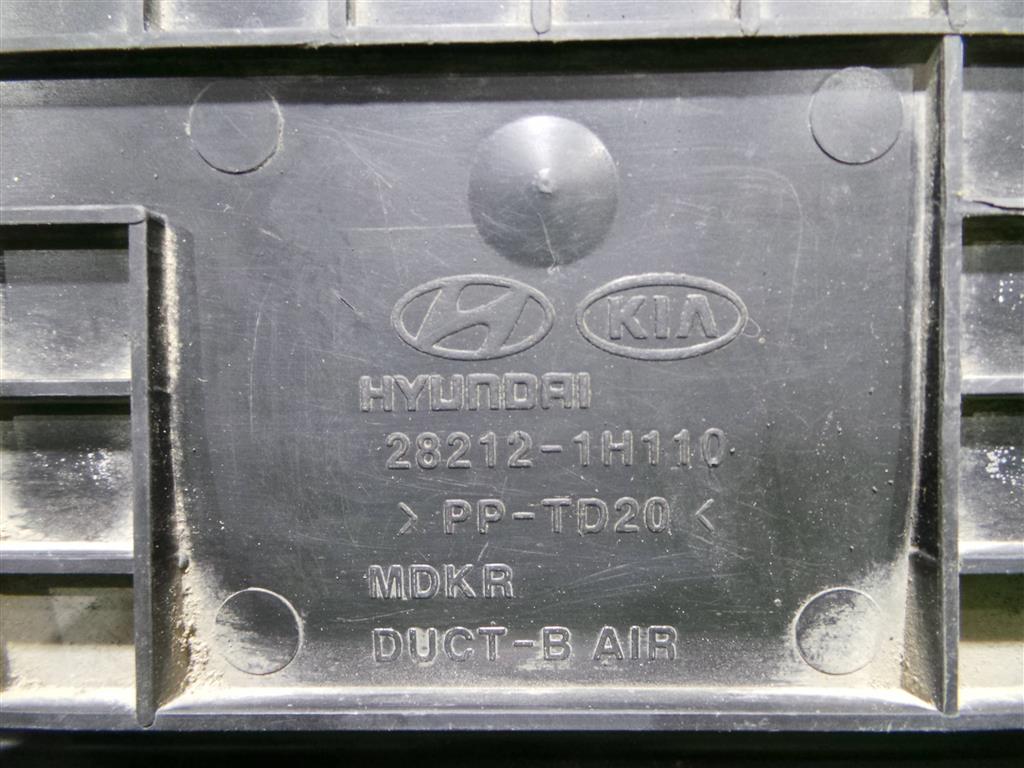 KIA
HYUNDAI
28212-1H110
> PP-TD20 <
MDKR
DUCT-B AIR